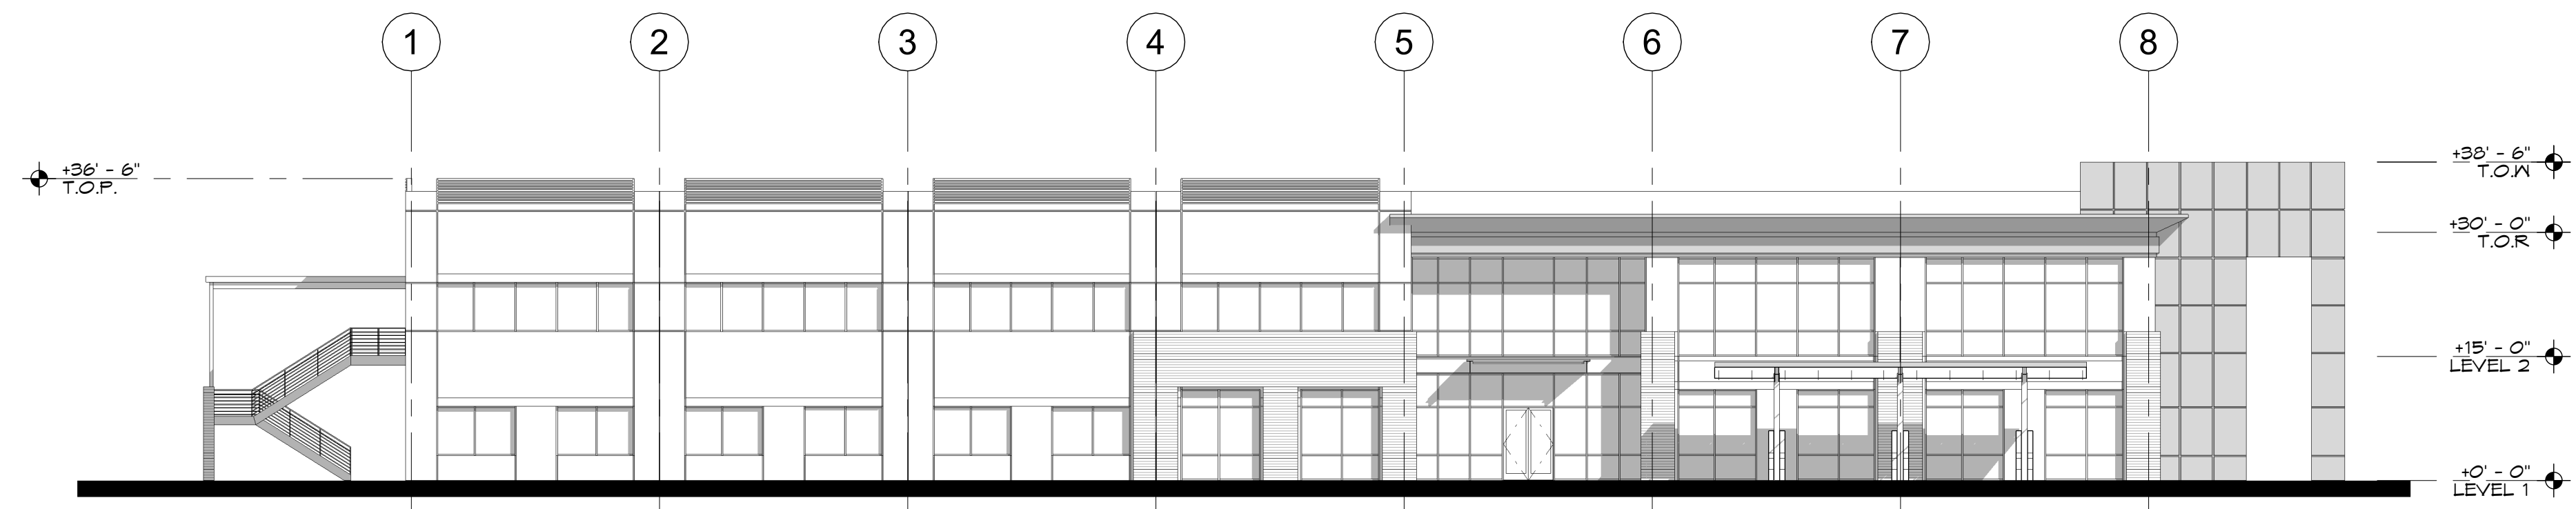 1 2 3 4 5 6 7 8
+36' - 6"
T.O.P.
+38' - 6"
T.O.W
+30' - 0"
T.O.R
+15' - 0"
LEVEL 2
+0' - 0"
LEVEL 1